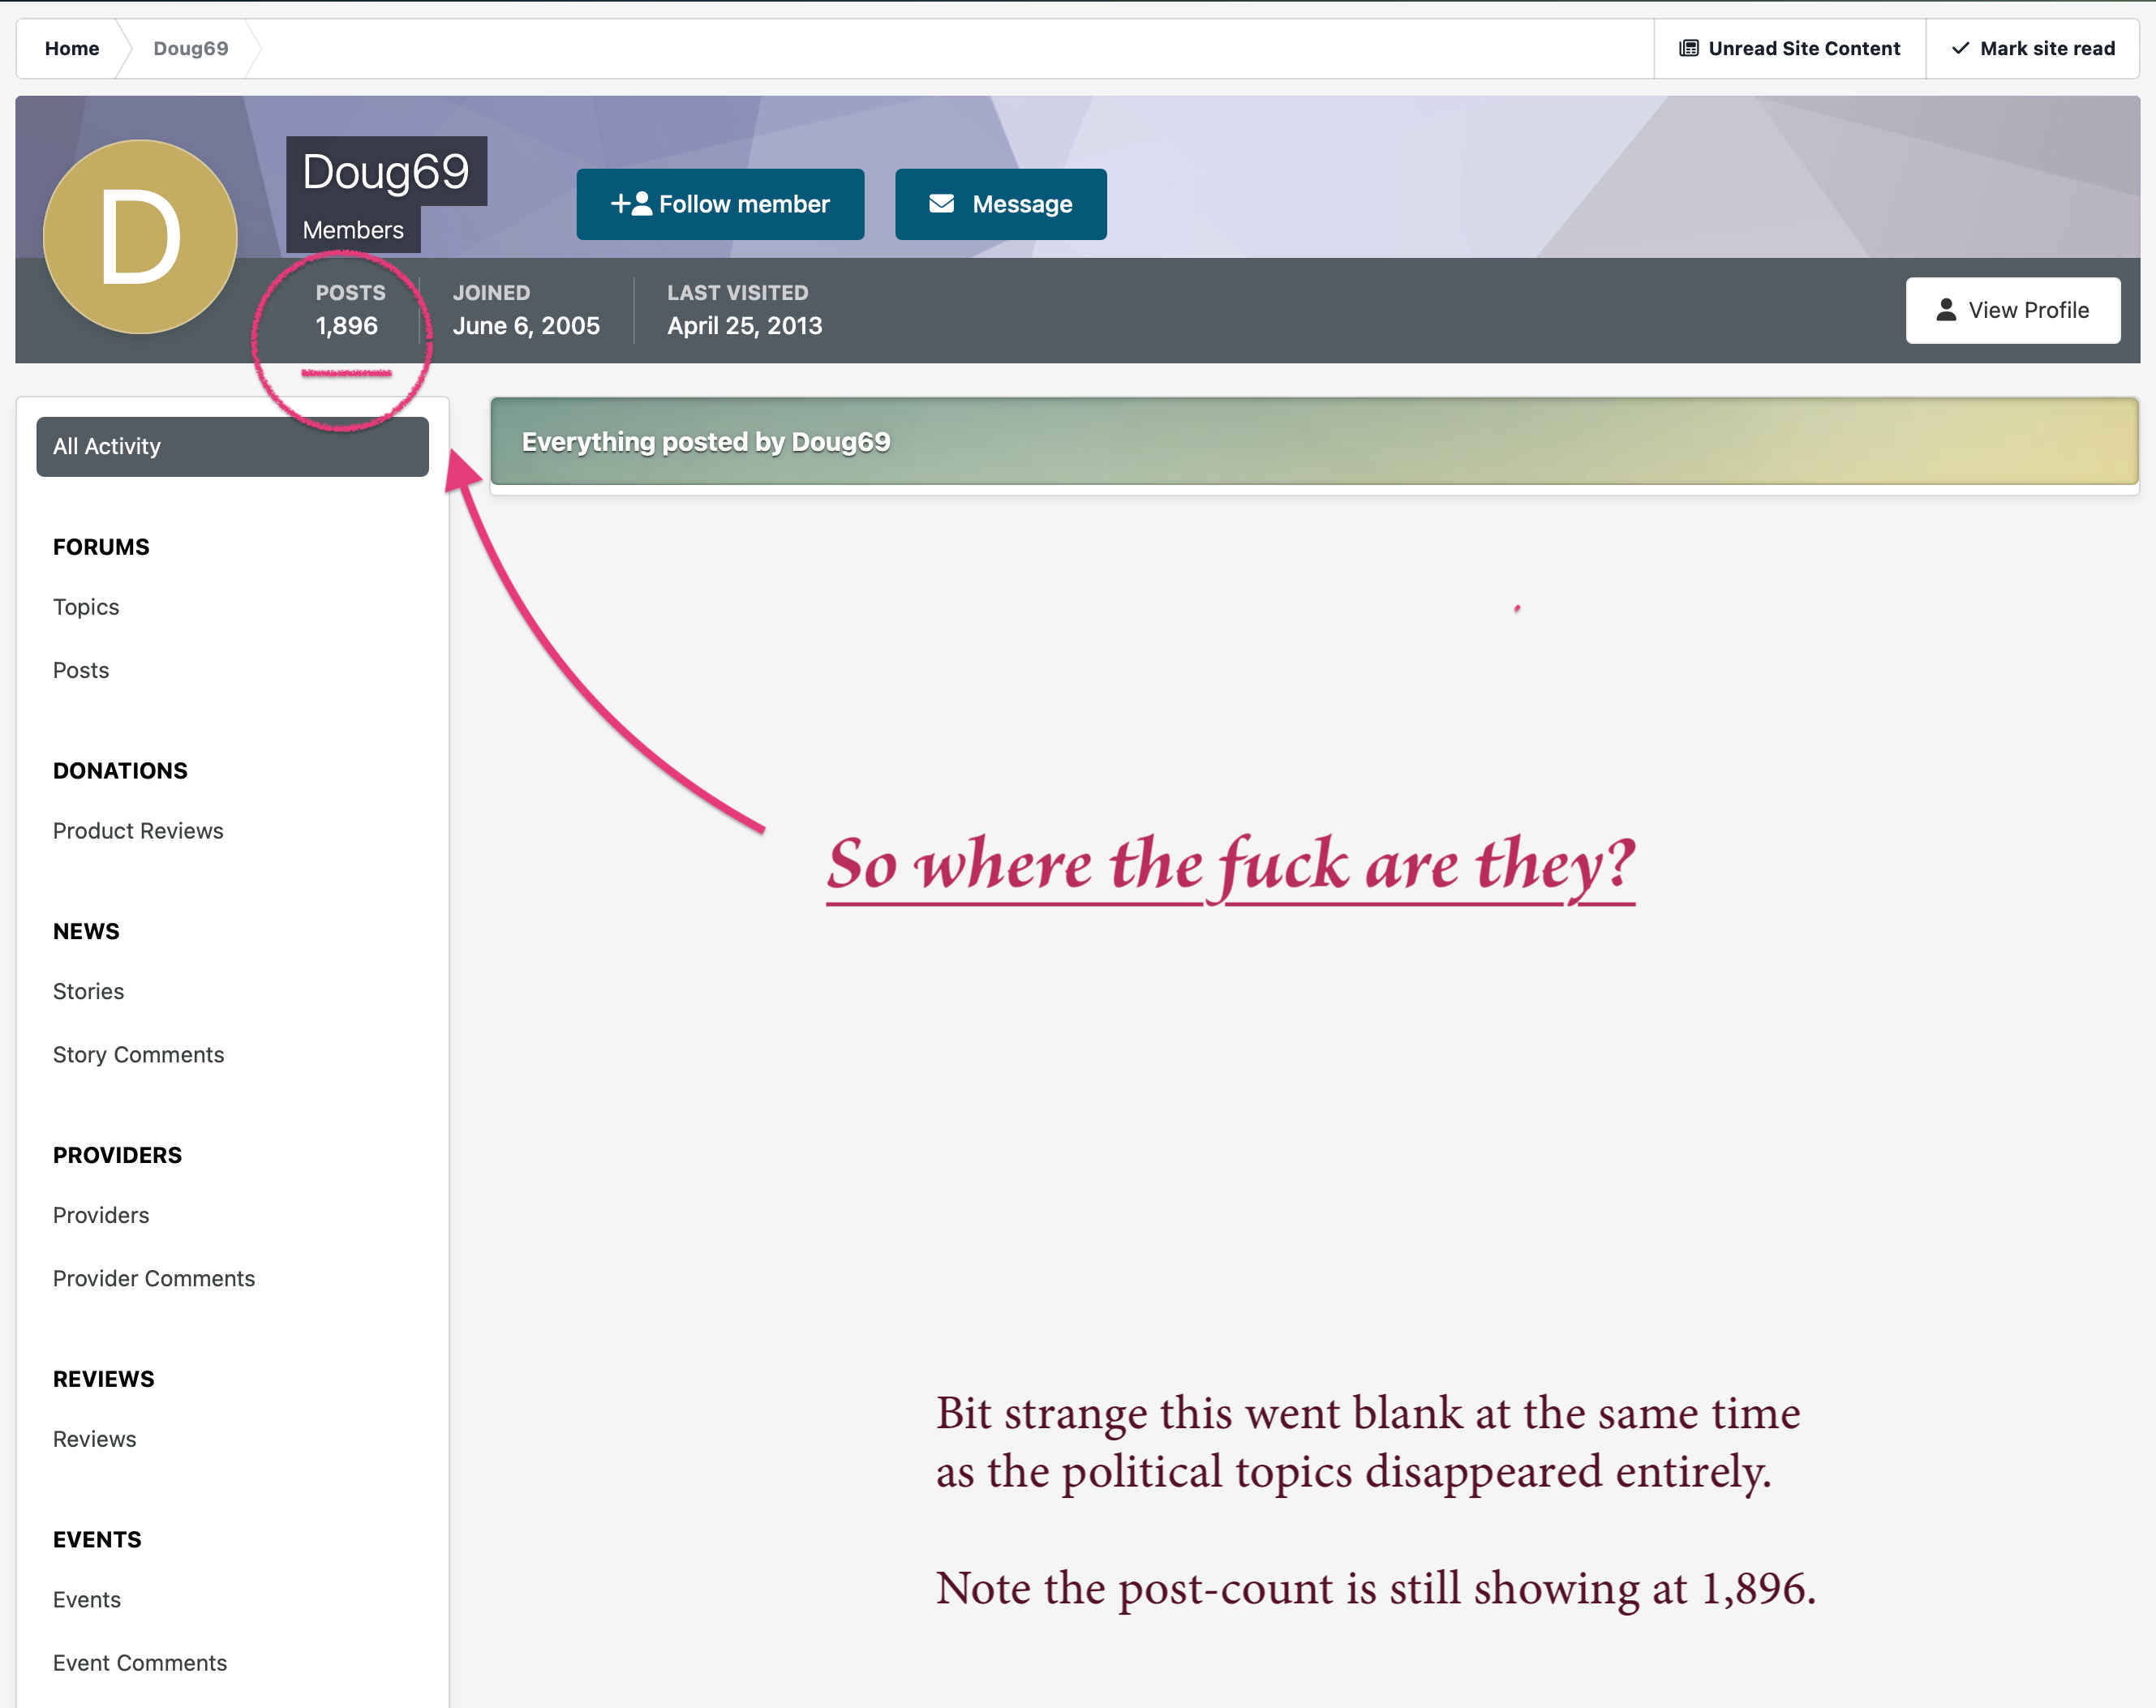 Home
Doug69
Unread Site Content
Mark site read
D
Doug69
Members
Follow member
Message
POSTS
1,896
JOINED
June 6, 2005
LAST VISITED
April 25, 2013
View Profile
All Activity
Everything posted by Doug69
FORUMS
Topics
Posts
DONATIONS
Product Reviews
So where the fuck are they?
NEWS
Stories
Story Comments
PROVIDERS
Providers
Provider Comments
REVIEWS
Reviews
Bit strange this went blank at the same time
as the political topics disappeared entirely.
Note the post-count is still showing at 1,896.
EVENTS
Events
Event Comments